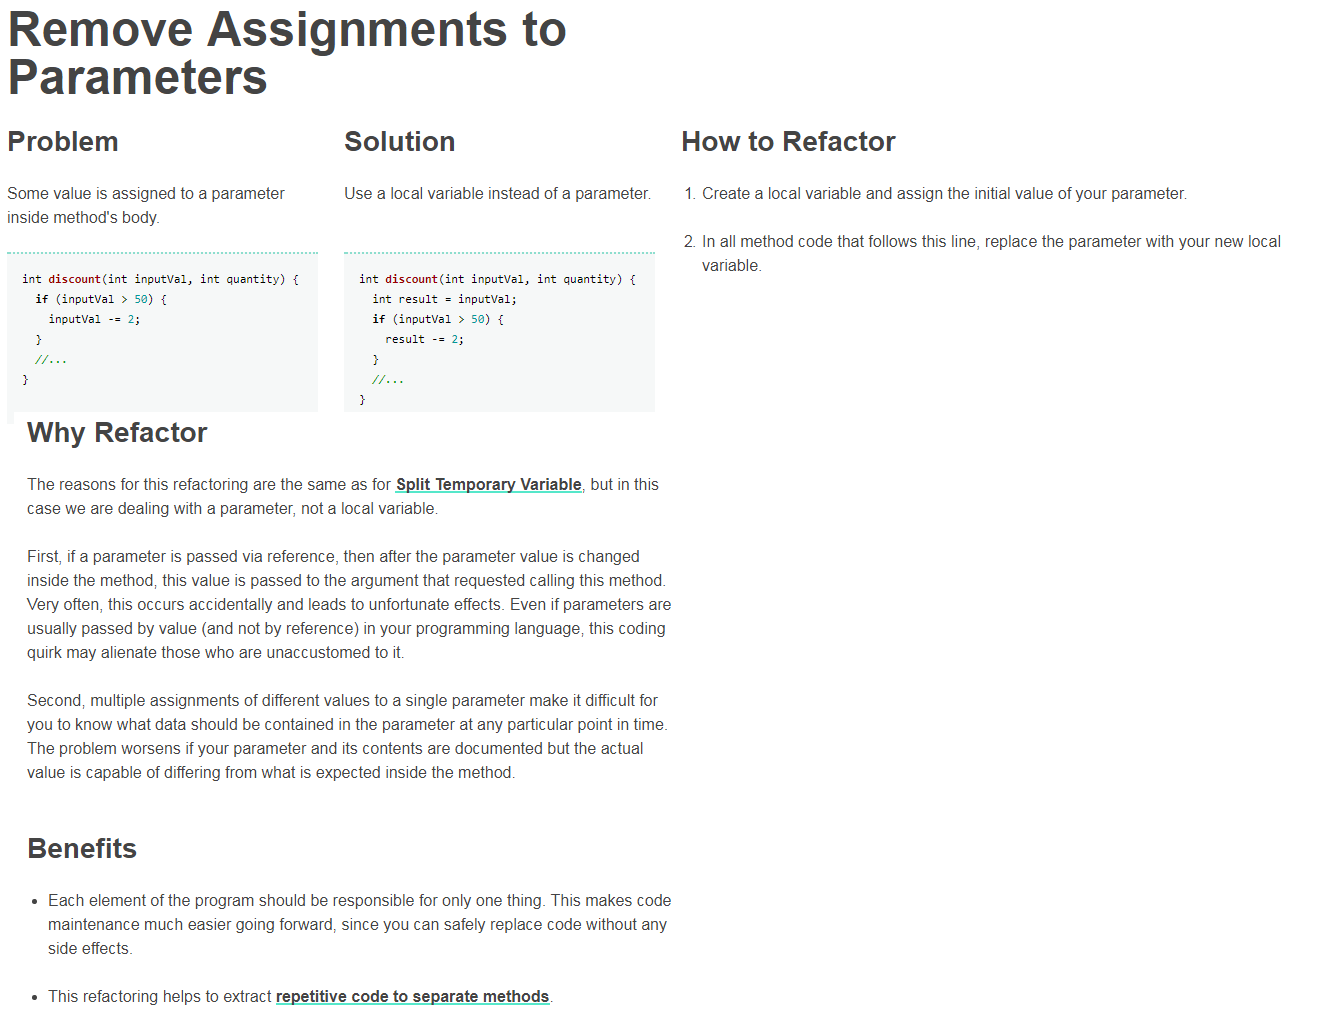 Remove Assignments to
Parameters
Problem
Some value is assigned to a parameter
inside method's body.
int discount(int inputVal, int quantity) {
  if (inputVal > 50) {
    inputVal -= 2;
  }
  //...
}
Solution
Use a local variable instead of a parameter.
int discount(int inputVal, int quantity) {
  int result = inputVal;
  if (inputVal > 50) {
    result -= 2;
  }
  //...
}
How to Refactor
1. Create a local variable and assign the initial value of your parameter.
2. In all method code that follows this line, replace the parameter with your new local
variable.
Why Refactor
The reasons for this refactoring are the same as for Split Temporary Variable, but in this
case we are dealing with a parameter, not a local variable.
First, if a parameter is passed via reference, then after the parameter value is changed
inside the method, this value is passed to the argument that requested calling this method.
Very often, this occurs accidentally and leads to unfortunate effects. Even if parameters are
usually passed by value (and not by reference) in your programming language, this coding
quirk may alienate those who are unaccustomed to it.
Second, multiple assignments of different values to a single parameter make it difficult for
you to know what data should be contained in the parameter at any particular point in time.
The problem worsens if your parameter and its contents are documented but the actual
value is capable of differing from what is expected inside the method.
Benefits
• Each element of the program should be responsible for only one thing. This makes code
maintenance much easier going forward, since you can safely replace code without any
side effects.
• This refactoring helps to extract repetitive code to separate methods.